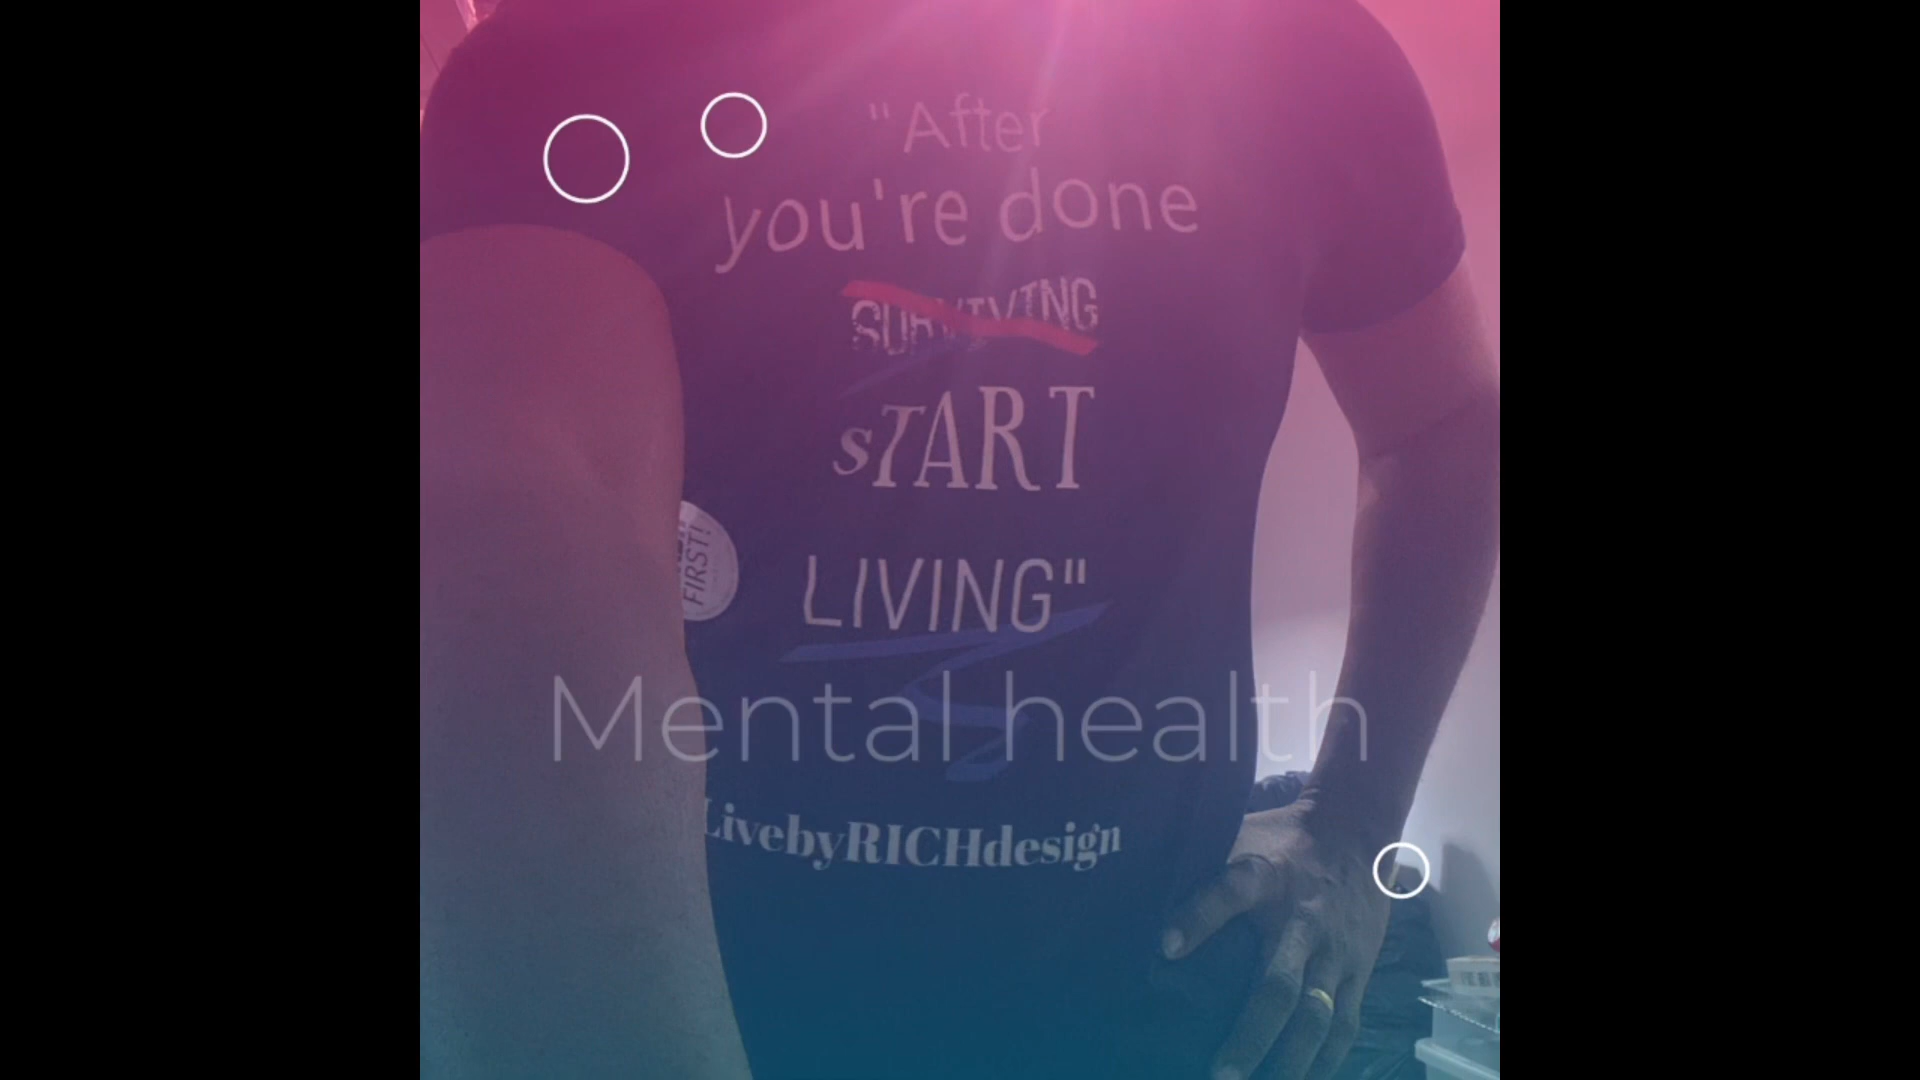 "After
you're done
SURVIVING
sTART
FIRST!
LIVING"
Mental health
LivebyRICHdesign